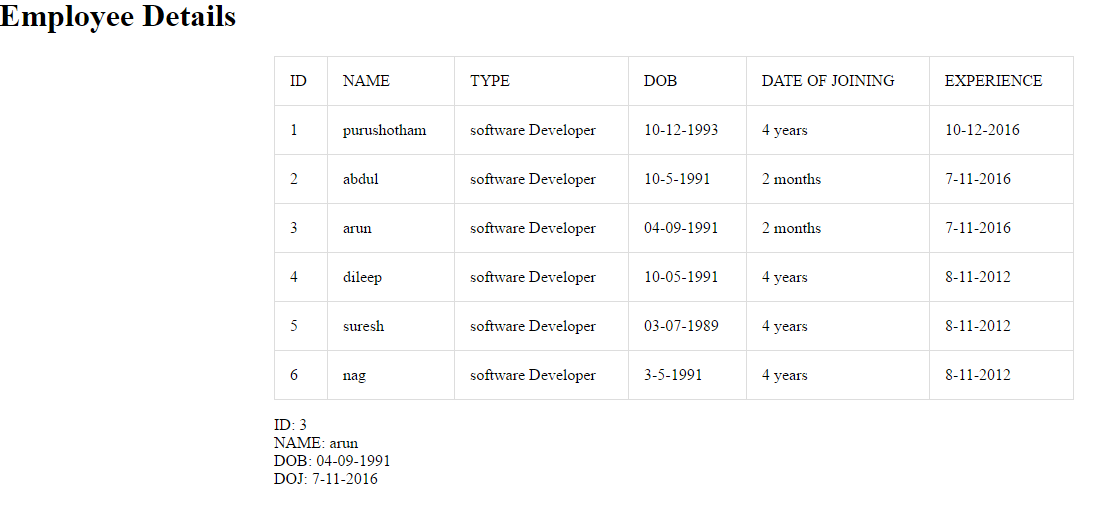 Employee Details
ID NAME TYPE DOB DATE OF JOINING EXPERIENCE
1 purushotham software Developer 10-12-1993 4 years 10-12-2016
2 abdul software Developer 10-5-1991 2 months 7-11-2016
3 arun software Developer 04-09-1991 2 months 7-11-2016
4 dileep software Developer 10-05-1991 4 years 8-11-2012
5 suresh software Developer 03-07-1989 4 years 8-11-2012
6 nag software Developer 3-5-1991 4 years 8-11-2012
ID: 3
NAME: arun
DOB: 04-09-1991
DOJ: 7-11-2016